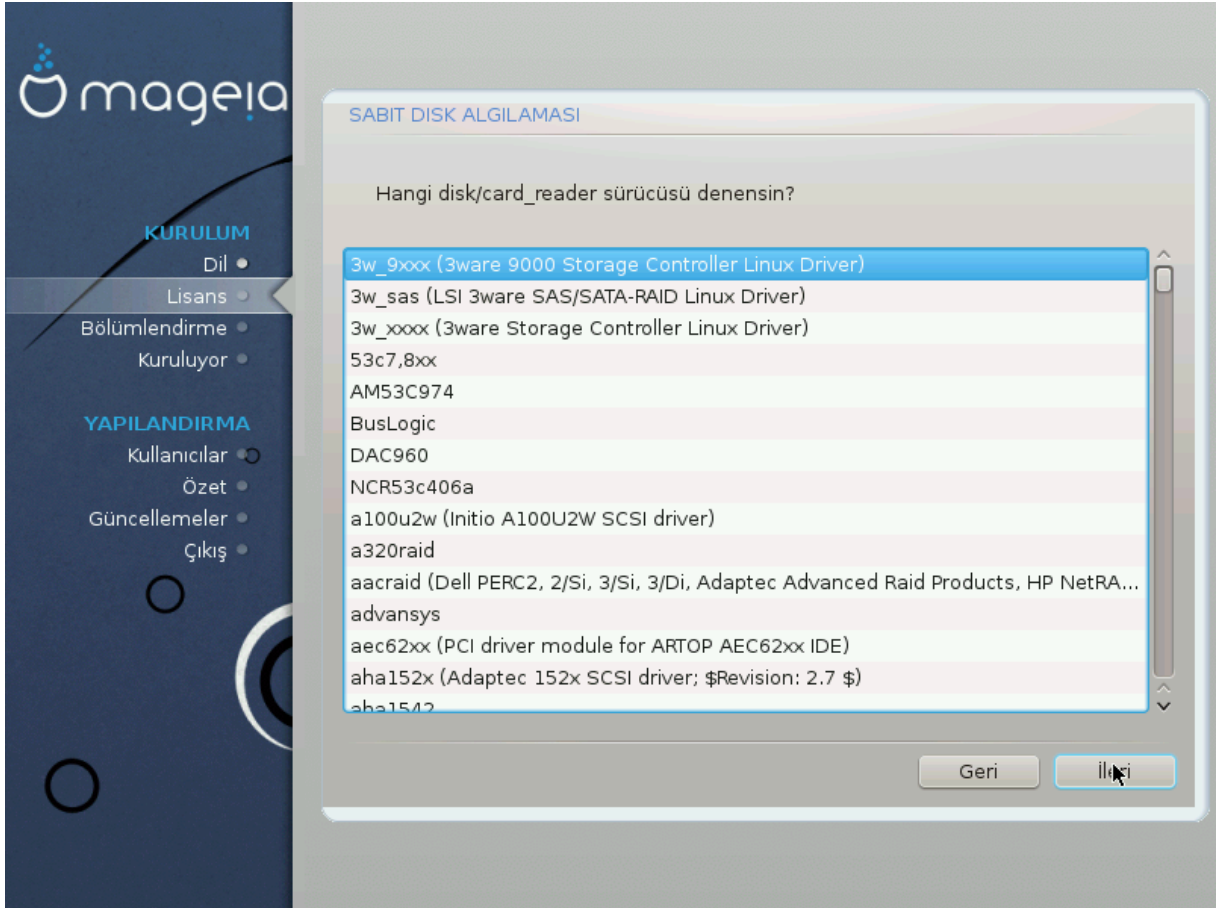 mageia
KURULUM
Dil
Lisans
Bölümlendirme
Kuruluyor
YAPILANDIRMA
Kullanıcılar
Özet
Güncellemeler
Çıkış
SABIT DISK ALGILAMASI
Hangi disk/card_reader sürücüsü denensin?
3w_9xxx (3ware 9000 Storage Controller Linux Driver)
3w_sas (LSI 3ware SAS/SATA-RAID Linux Driver)
3w_xxxx (3ware Storage Controller Linux Driver)
53c7,8xx
AM53C974
BusLogic
DAC960
NCR53c406a
a100u2w (Initio A100U2W SCSI driver)
a320raid
aacraid (Dell PERC2, 2/Si, 3/Si, 3/Di, Adaptec Advanced Raid Products, HP NetRA...
advansys
aec62xx (PCI driver module for ARTOP AEC62xx IDE)
aha152x (Adaptec 152x SCSI driver; $Revision: 2.7 $)
aha1542
Geri
İleri